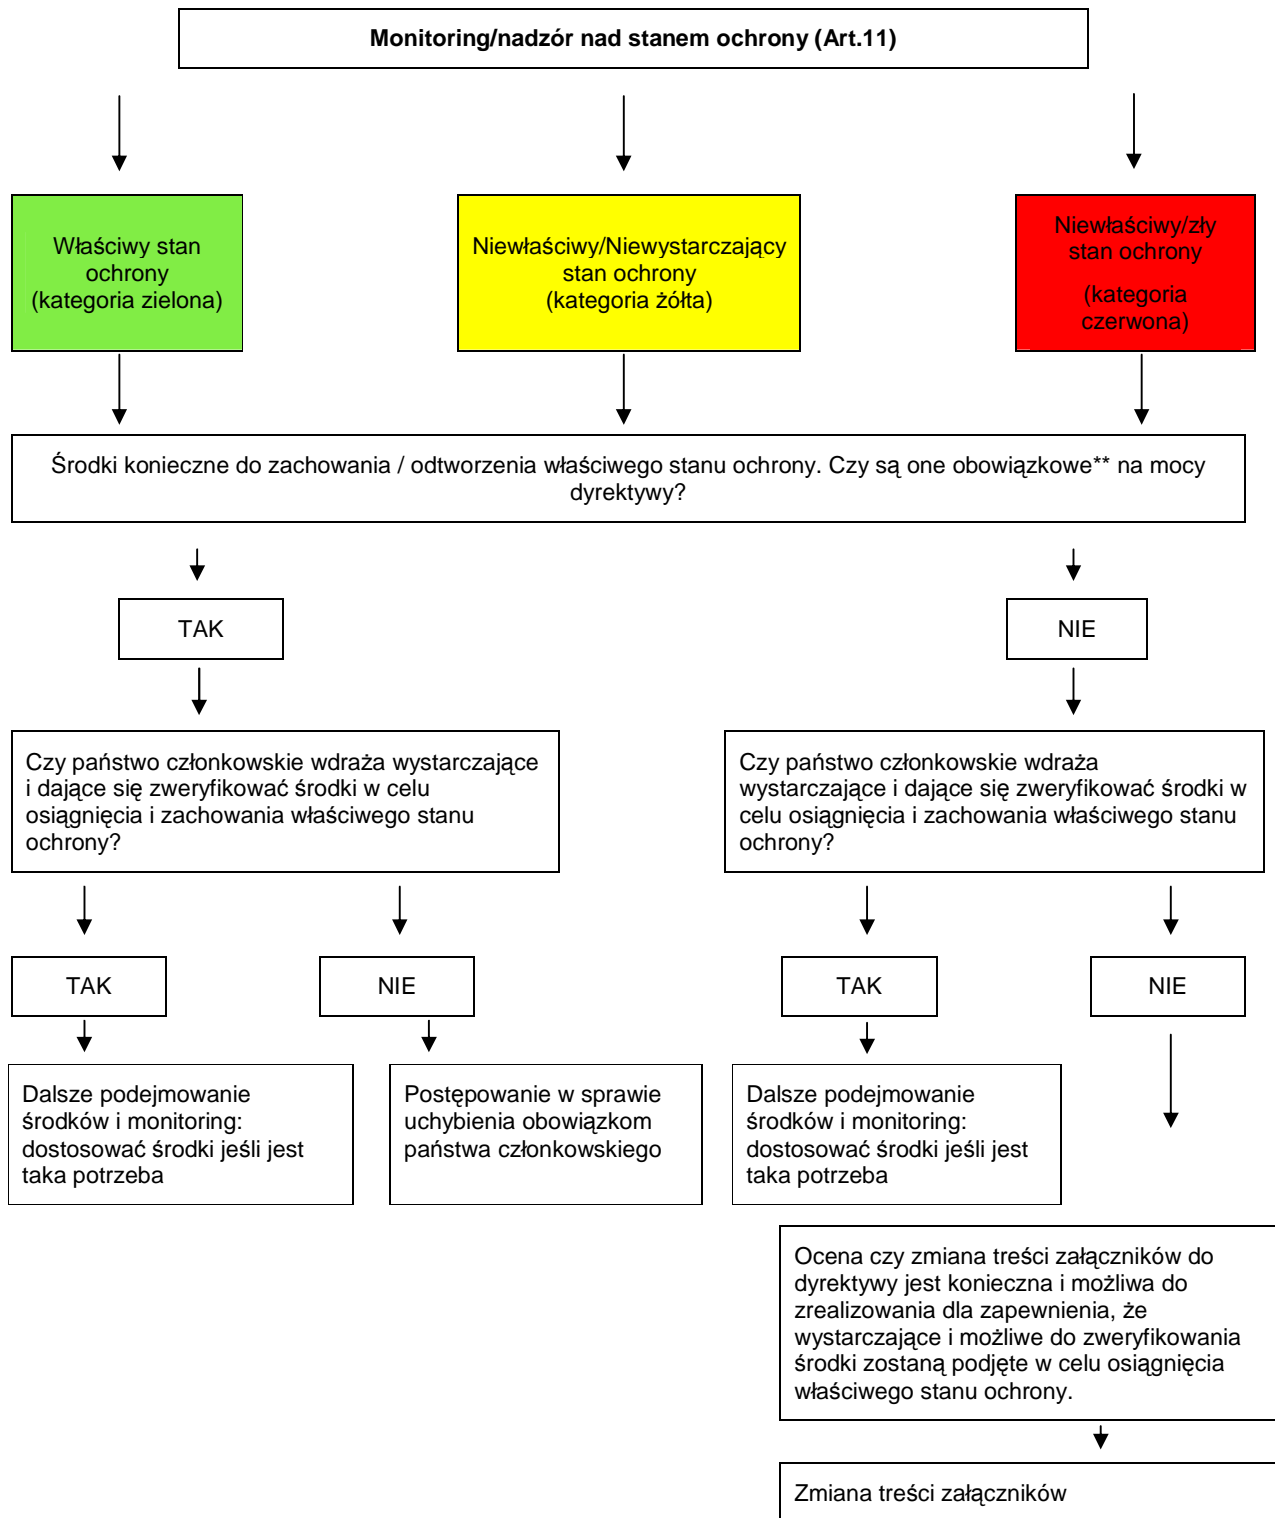 Monitoring/nadzór nad stanem ochrony (Art.11)
Właściwy stan
ochrony
(kategoria zielona)
Niewłaściwy/Niewystarczający
stan ochrony
(kategoria żółta)
Niewłaściwy/zły
stan ochrony
(kategoria
czerwona)
Środki konieczne do zachowania / odtworzenia właściwego stanu ochrony. Czy są one obowiązkowe** na mocy
dyrektywy?
TAK
NIE
Czy państwo członkowskie wdraża wystarczające
i dające się zweryfikować środki w celu
osiągnięcia i zachowania właściwego stanu
ochrony?
Czy państwo członkowskie wdraża
wystarczające i dające się zweryfikować środki w
celu osiągnięcia i zachowania właściwego stanu
ochrony?
TAK
NIE
TAK
NIE
Dalsze podejmowanie
środków i monitoring:
dostosować środki jeśli jest
taka potrzeba
Postępowanie w sprawie
uchybienia obowiązkom
państwa członkowskiego
Dalsze podejmowanie
środków i monitoring:
dostosować środki jeśli jest
taka potrzeba
Ocena czy zmiana treści załączników do
dyrektywy jest konieczna i możliwa do
zrealizowania dla zapewnienia, że
wystarczające i możliwe do zweryfikowania
środki zostaną podjęte w celu osiągnięcia
właściwego stanu ochrony.
Zmiana treści załączników